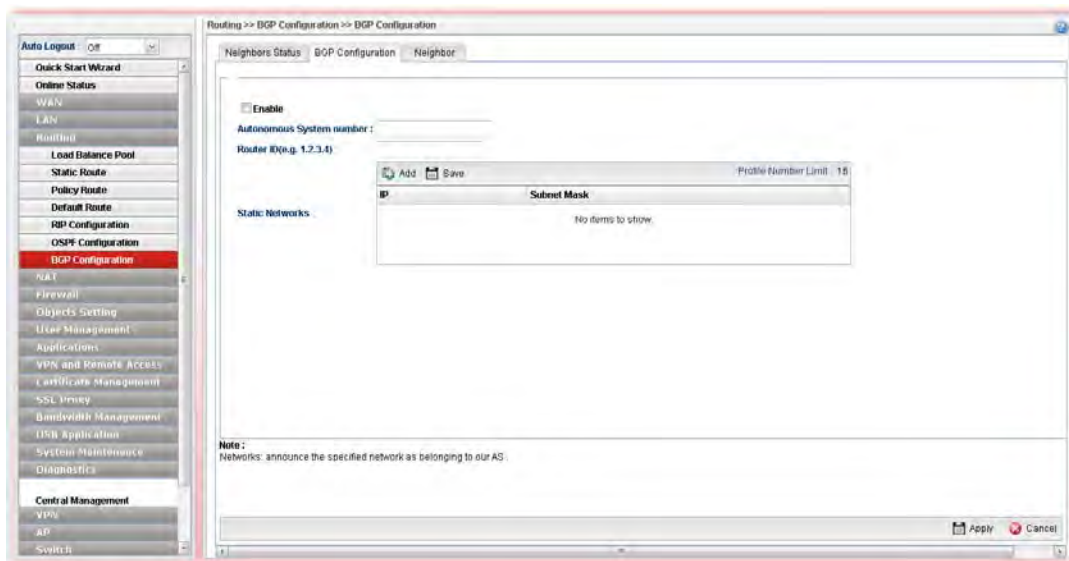 Routing >> BGP Configuration >> BGP Configuration
Auto Logout : Off
Quick Start Wizard
Online Status
WAN
LAN
Routing
Load Balance Pool
Static Route
Policy Route
Default Route
RIP Configuration
OSPF Configuration
BGP Configuration
NAT
Firewall
Objects Setting
User Management
Applications
VPN and Remote Access
Certificate Management
SSL Proxy
Bandwidth Management
USB Application
System Maintenance
Diagnostics
Central Management
VPN
AP
Switch
Neighbors Status BGP Configuration Neighbor
Enable
Autonomous System number :
Router ID(e.g. 1.2.3.4)
Static Networks
Add Save Profile Number Limit : 16
IP Subnet Mask
No items to show.
Note :
Networks: announce the specified network as belonging to our AS .
Apply Cancel